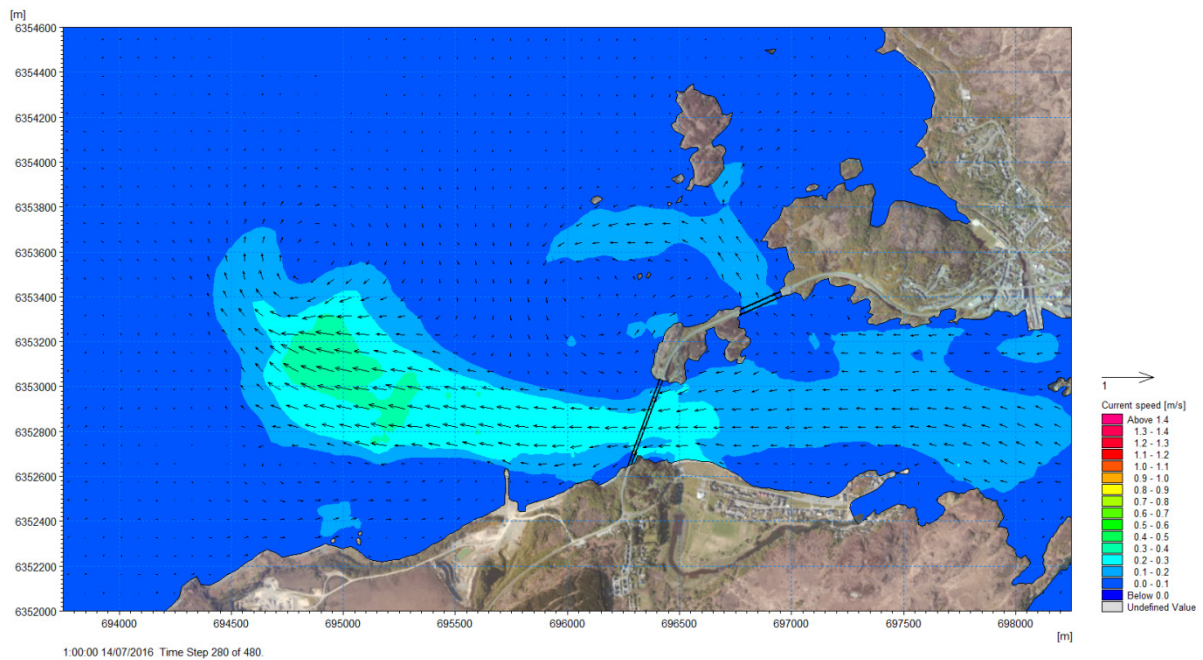 [m]
6354600
6354400
6354200
6354000
6353800
6353600
6353400
6353200
6353000
6352800
6352600
6352400
6352200
6352000
694000 694500 695000 695500 696000 696500 697000 697500 698000
[m]
1:00:00 14/07/2016 Time Step 280 of 480.
1
Current speed [m/s]
Above 1.4
1.3 - 1.4
1.2 - 1.3
1.1 - 1.2
1.0 - 1.1
0.9 - 1.0
0.8 - 0.9
0.7 - 0.8
0.6 - 0.7
0.5 - 0.6
0.4 - 0.5
0.3 - 0.4
0.2 - 0.3
0.1 - 0.2
0.0 - 0.1
Below 0.0
Undefined Value